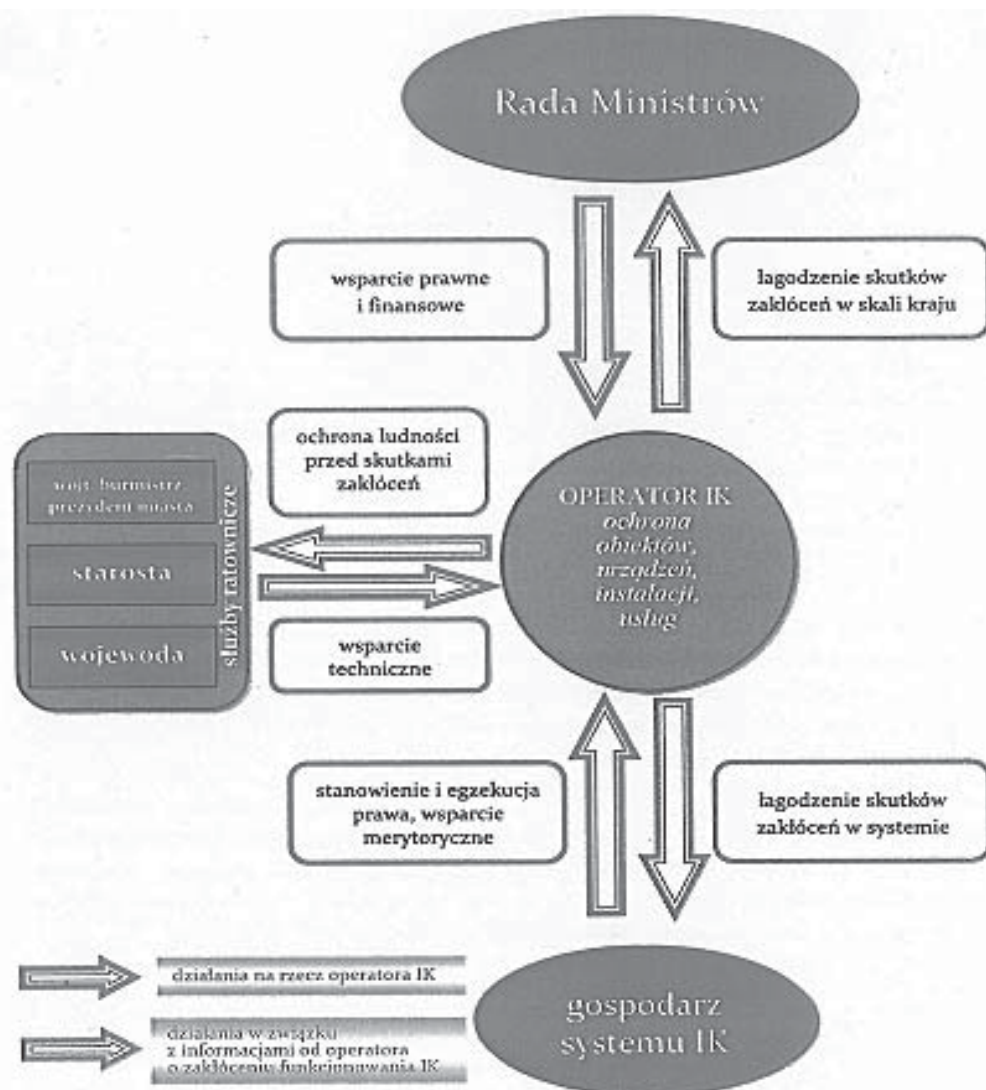 Rada Ministrów
wsparcie prawne
i finansowe
łagodzenie skutków
zakłóceń w skali kraju
ochrona ludności
przed skutkami
zakłóceń
wójt, burmistrz,
prezydent miasta
starosta
wojewoda
służby ratownicze
OPERATOR IK
ochrona
obiektów,
urządzeń,
instalacji,
usług
wsparcie
techniczne
stanowienie i egzekucja
prawa, wsparcie
merytoryczne
łagodzenie skutków
zakłóceń w systemie
działania na rzecz operatora IK
działania w związku
z informacjami od operatora
o zakłóceniu funkcjonowania IK
gospodarz
systemu IK